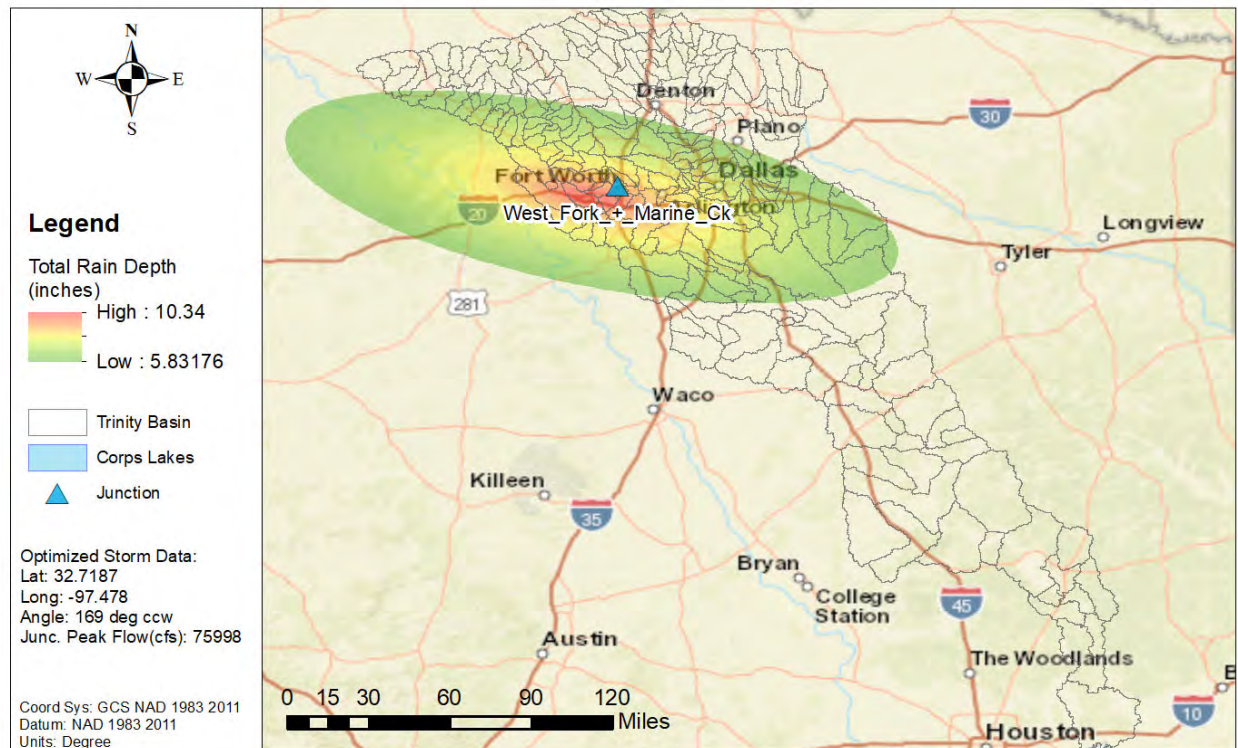 N
W E
S
Legend
Total Rain Depth
(inches)
High : 10.34
Low : 5.83176
Trinity Basin
Corps Lakes
Junction
Optimized Storm Data:
Lat: 32.7187
Long: -97.478
Angle: 169 deg ccw
Junc. Peak Flow(cfs): 75998
Coord Sys: GCS NAD 1983 2011
Datum: NAD 1983 2011
Units: Degree
Denton
Plano
30
Fort Worth
Dallas
20
West_Fork_+_Marine_Ck
Longview
Tyler
281
Waco
Killeen
35
Bryan
College
Station
45
Austin
The Woodlands
10
Houston
0 15 30 60 90 120
Miles